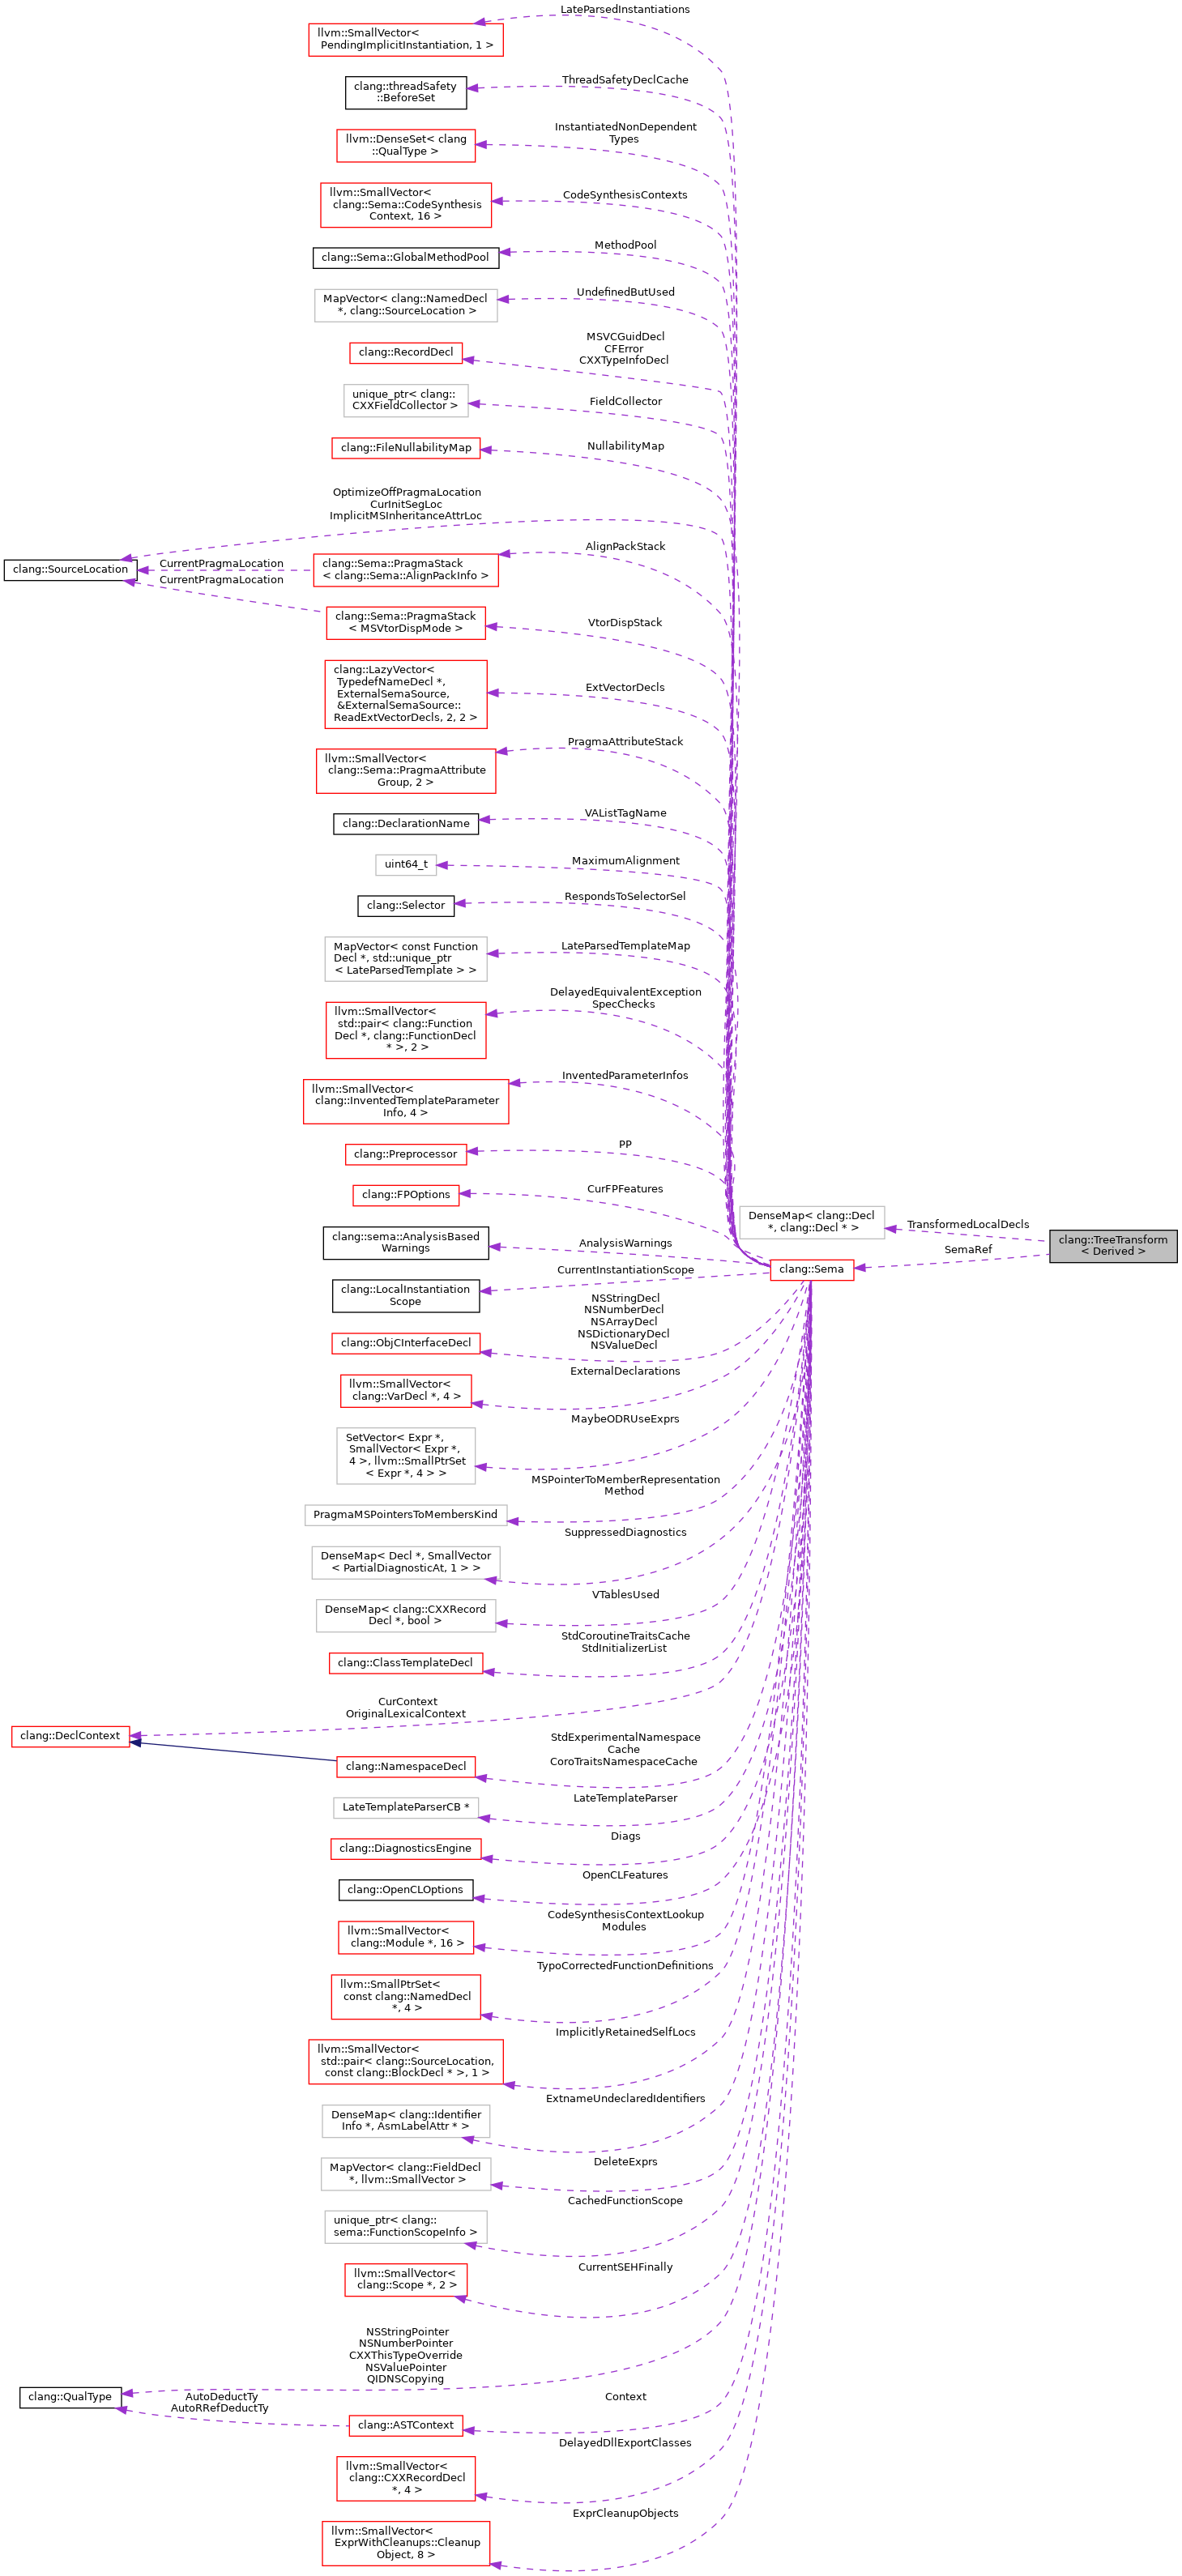 LateParsedInstantiations
llvm::SmallVector<
PendingImplicitInstantiation, 1 >
ThreadSafetyDeclCache
clang::threadSafety
::BeforeSet
InstantiatedNonDependent
Types
llvm::DenseSet< clang
::QualType >
CodeSynthesisContexts
llvm::SmallVector<
clang::Sema::CodeSynthesis
Context, 16 >
MethodPool
clang::Sema::GlobalMethodPool
UndefinedButUsed
MapVector< clang::NamedDecl
*, clang::SourceLocation >
MSVCGuidDecl
CFError
CXXTypeInfoDecl
clang::RecordDecl
FieldCollector
unique_ptr< clang::
CXXFieldCollector >
NullabilityMap
clang::FileNullabilityMap
OptimizeOffPragmaLocation
CurInitSegLoc
ImplicitMSInheritanceAttrLoc
clang::SourceLocation
CurrentPragmaLocation
CurrentPragmaLocation
AlignPackStack
clang::Sema::PragmaStack
< clang::Sema::AlignPackInfo >
VtorDispStack
clang::Sema::PragmaStack
< MSVtorDispMode >
ExtVectorDecls
clang::LazyVector<
TypedefNameDecl *,
ExternalSemaSource,
&ExternalSemaSource::
ReadExtVectorDecls, 2, 2 >
PragmaAttributeStack
llvm::SmallVector<
clang::Sema::PragmaAttribute
Group, 2 >
VAListTagName
clang::DeclarationName
MaximumAlignment
uint64_t
RespondsToSelectorSel
clang::Selector
LateParsedTemplateMap
MapVector< const Function
Decl *, std::unique_ptr
< LateParsedTemplate > >
DelayedEquivalentException
SpecChecks
llvm::SmallVector<
std::pair< clang::Function
Decl *, clang::FunctionDecl
* >, 2 >
InventedParameterInfos
llvm::SmallVector<
clang::InventedTemplateParameter
Info, 4 >
PP
clang::Preprocessor
CurFPFeatures
clang::FPOptions
DenseMap< clang::Decl
*, clang::Decl * >
TransformedLocalDecls
clang::TreeTransform
< Derived >
SemaRef
clang::Sema
AnalysisWarnings
clang::sema::AnalysisBased
Warnings
CurrentInstantiationScope
clang::LocalInstantiation
Scope
NSStringDecl
NSNumberDecl
NSArrayDecl
NSDictionaryDecl
NSValueDecl
clang::ObjCInterfaceDecl
ExternalDeclarations
llvm::SmallVector<
clang::VarDecl *, 4 >
MaybeODRUseExprs
SetVector< Expr *,
SmallVector< Expr *,
4 >, llvm::SmallPtrSet
< Expr *, 4 > >
MSPointerToMemberRepresentation
Method
PragmaMSPointersToMembersKind
SuppressedDiagnostics
DenseMap< Decl *, SmallVector
< PartialDiagnosticAt, 1 > >
VTablesUsed
DenseMap< clang::CXXRecord
Decl *, bool >
StdCoroutineTraitsCache
StdInitializerList
clang::ClassTemplateDecl
CurContext
OriginalLexicalContext
clang::DeclContext
StdExperimentalNamespace
Cache
CoroTraitsNamespaceCache
clang::NamespaceDecl
LateTemplateParser
LateTemplateParserCB *
Diags
clang::DiagnosticsEngine
OpenCLFeatures
clang::OpenCLOptions
CodeSynthesisContextLookup
Modules
llvm::SmallVector<
clang::Module *, 16 >
TypoCorrectedFunctionDefinitions
llvm::SmallPtrSet<
const clang::NamedDecl
*, 4 >
ImplicitlyRetainedSelfLocs
llvm::SmallVector<
std::pair< clang::SourceLocation,
const clang::BlockDecl * >, 1 >
ExtnameUndeclaredIdentifiers
DenseMap< clang::Identifier
Info *, AsmLabelAttr * >
DeleteExprs
MapVector< clang::FieldDecl
*, llvm::SmallVector >
CachedFunctionScope
unique_ptr< clang::
sema::FunctionScopeInfo >
CurrentSEHFinally
llvm::SmallVector<
clang::Scope *, 2 >
NSStringPointer
NSNumberPointer
CXXThisTypeOverride
NSValuePointer
QIDNSCopying
clang::QualType
AutoDeductTy
AutoRRefDeductTy
Context
clang::ASTContext
DelayedDllExportClasses
llvm::SmallVector<
clang::CXXRecordDecl
*, 4 >
ExprCleanupObjects
llvm::SmallVector<
ExprWithCleanups::Cleanup
Object, 8 >